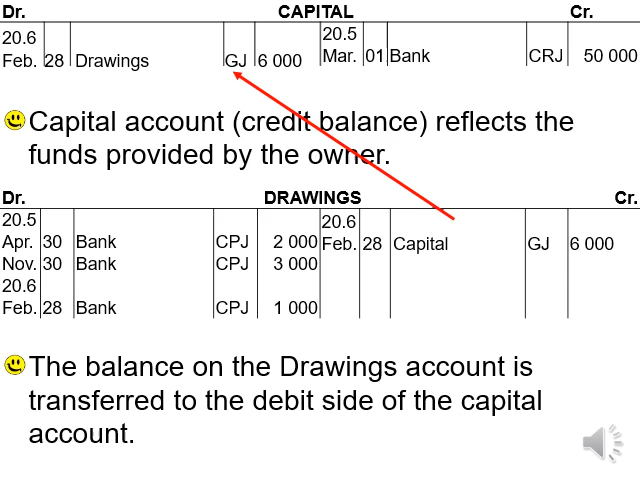 Dr. CAPITAL Cr.
20.6 20.5
Feb. 28 Drawings GJ 6 000 Mar. 01 Bank CRJ 50 000
Capital account (credit balance) reflects the
funds provided by the owner.
Dr. DRAWINGS Cr.
20.5 20.6
Apr. 30 Bank CPJ 2 000 Feb. 28 Capital GJ 6 000
Nov. 30 Bank CPJ 3 000
20.6
Feb. 28 Bank CPJ 1 000
The balance on the Drawings account is
transferred to the debit side of the capital
account.